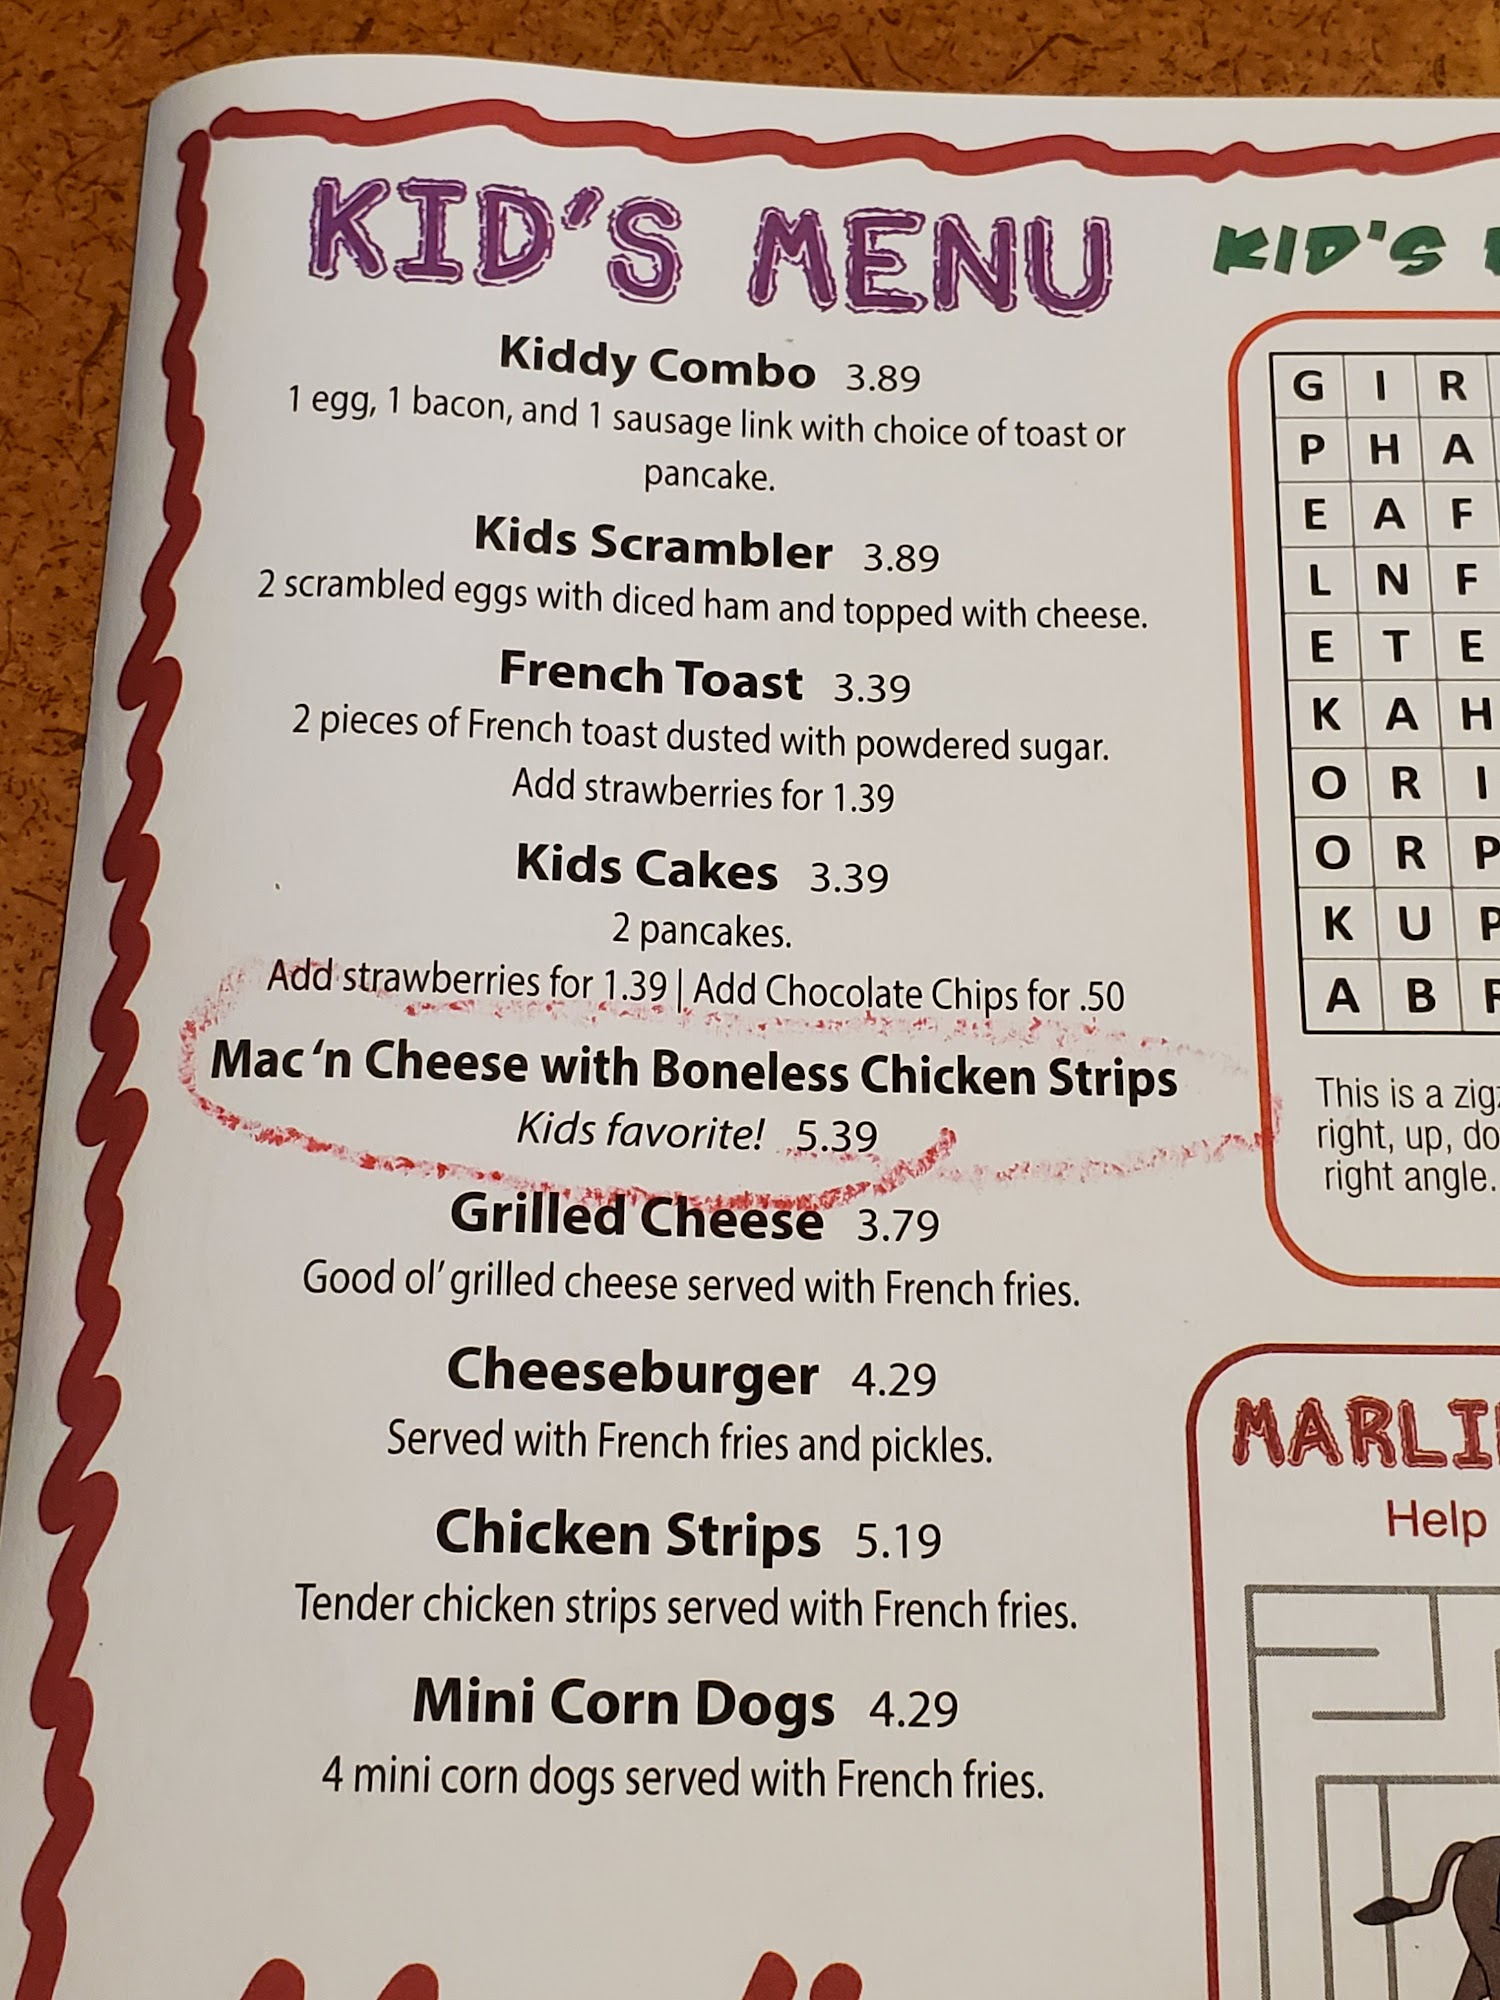 KID'S MENU
Kiddy Combo 3.89
1 egg, 1 bacon, and 1 sausage link with choice of toast or
pancake.
Kids Scrambler 3.89
2 scrambled eggs with diced ham and topped with cheese.
French Toast 3.39
2 pieces of French toast dusted with powdered sugar.
Add strawberries for 1.39
Kids Cakes 3.39
2 pancakes.
Add strawberries for 1.39 | Add Chocolate Chips for .50
Mac 'n Cheese with Boneless Chicken Strips
Kids favorite! 5.39
Grilled Cheese 3.79
Good ol' grilled cheese served with French fries.
Cheeseburger 4.29
Served with French fries and pickles.
Chicken Strips 5.19
Tender chicken strips served with French fries.
Mini Corn Dogs 4.29
4 mini corn dogs served with French fries.
KID'S
G I R
P H A
E A F
L N F
E T E
K A H
O R I
O R P
K U P
A B
This is a
right, up,
right angle.
Help